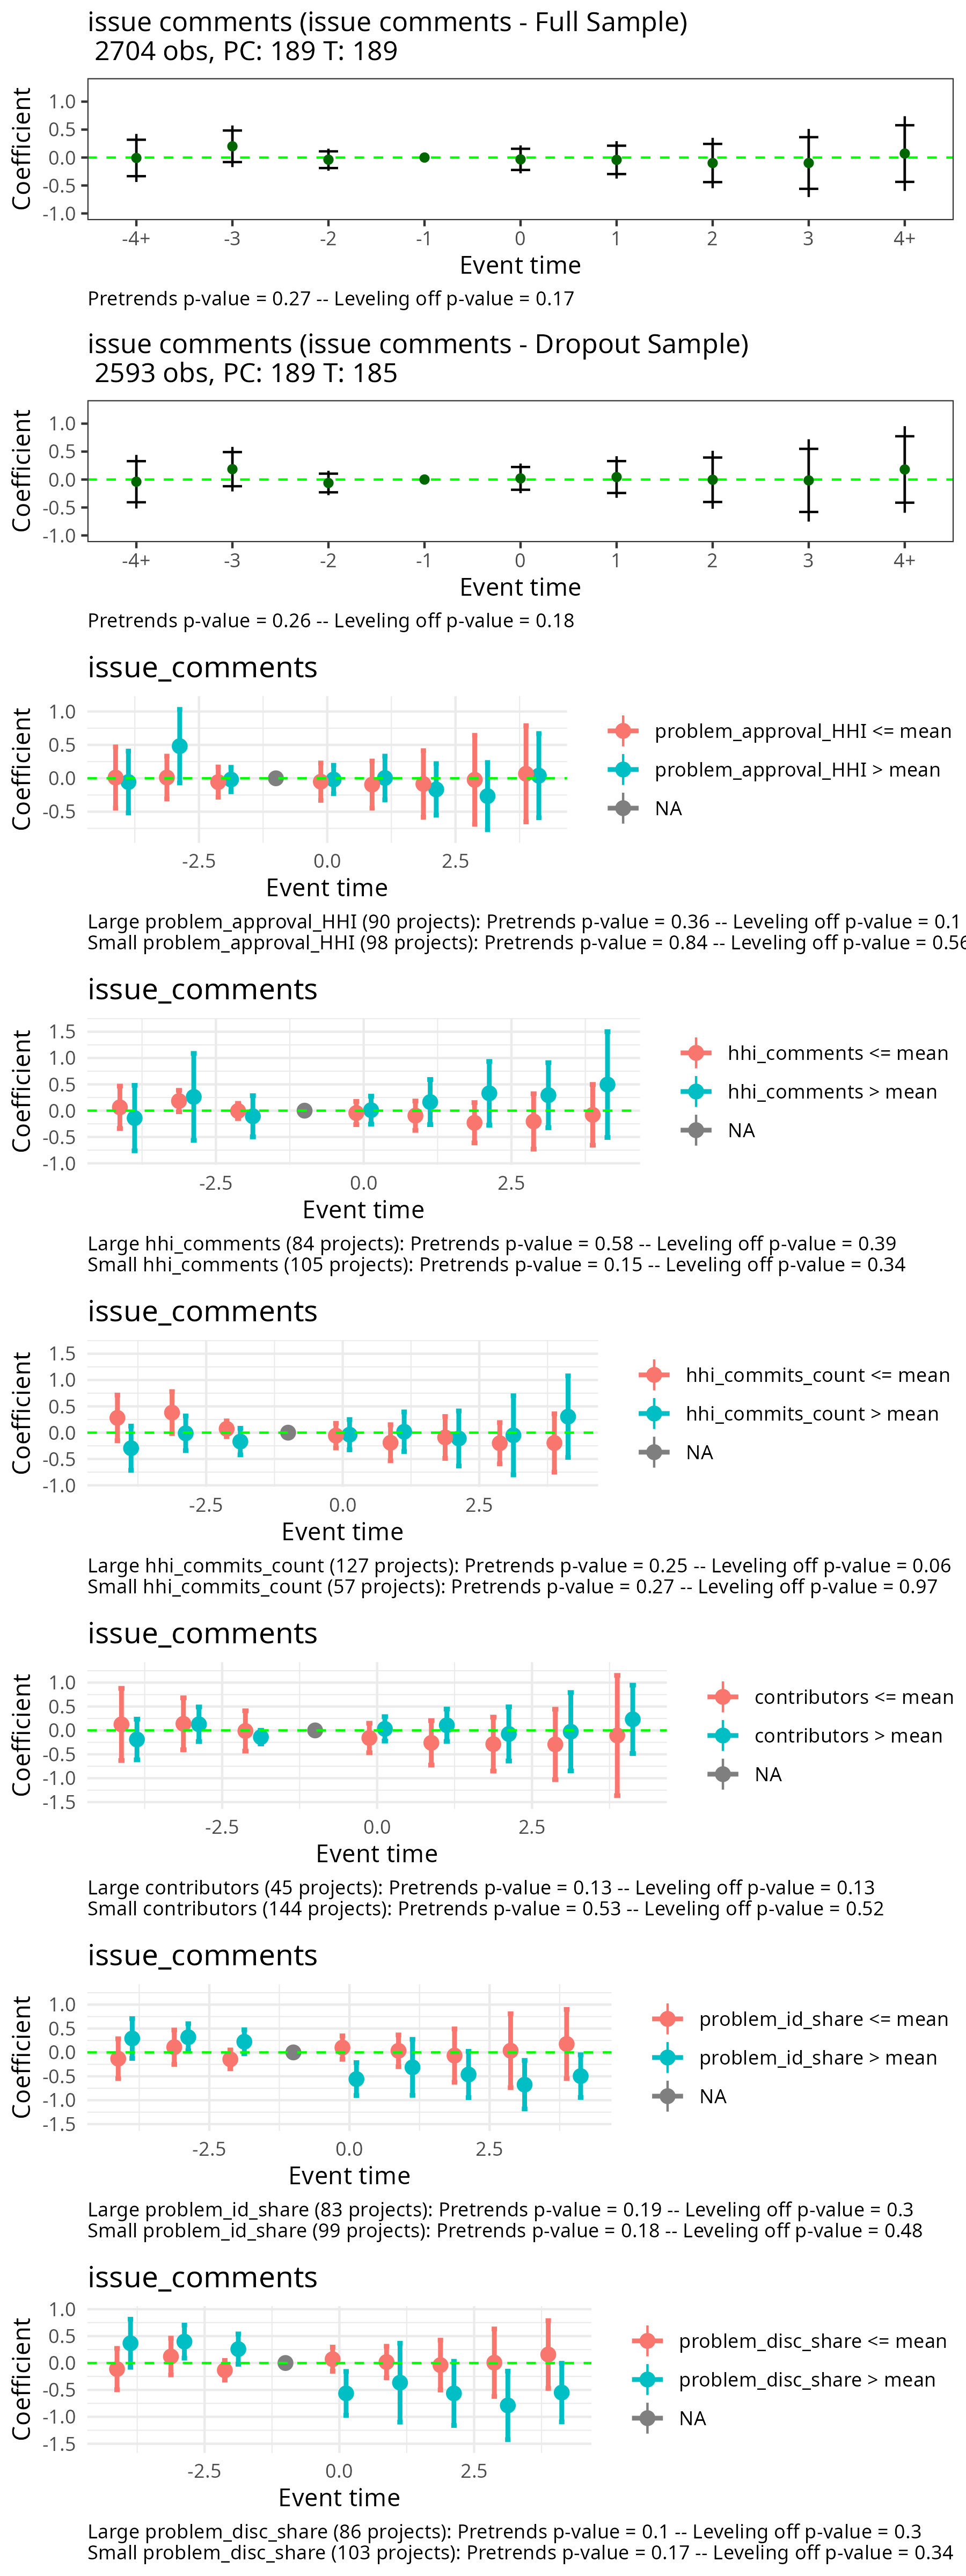 issue comments (issue comments - Full Sample)
2704 obs, PC: 189 T: 189
Coefficient
1.0
0.5
0.0
-0.5
-1.0
-4+ -3 -2 -1 0 1 2 3 4+
Event time
Pretrends p-value = 0.27 -- Leveling off p-value = 0.17
issue comments (issue comments - Dropout Sample)
2593 obs, PC: 189 T: 185
Coefficient
1.0
0.5
0.0
-0.5
-1.0
-4+ -3 -2 -1 0 1 2 3 4+
Event time
Pretrends p-value = 0.26 -- Leveling off p-value = 0.18
issue_comments
Coefficient
1.0
0.5
0.0
-0.5
-2.5 0.0 2.5
Event time
problem_approval_HHI <= mean
problem_approval_HHI > mean
NA
Large problem_approval_HHI (90 projects): Pretrends p-value = 0.36 -- Leveling off p-value = 0.1
Small problem_approval_HHI (98 projects): Pretrends p-value = 0.84 -- Leveling off p-value = 0.56
issue_comments
Coefficient
1.5
1.0
0.5
0.0
-0.5
-1.0
-2.5 0.0 2.5
Event time
hhi_comments <= mean
hhi_comments > mean
NA
Large hhi_comments (84 projects): Pretrends p-value = 0.58 -- Leveling off p-value = 0.39
Small hhi_comments (105 projects): Pretrends p-value = 0.15 -- Leveling off p-value = 0.34
issue_comments
Coefficient
1.5
1.0
0.5
0.0
-0.5
-1.0
-2.5 0.0 2.5
Event time
hhi_commits_count <= mean
hhi_commits_count > mean
NA
Large hhi_commits_count (127 projects): Pretrends p-value = 0.25 -- Leveling off p-value = 0.06
Small hhi_commits_count (57 projects): Pretrends p-value = 0.27 -- Leveling off p-value = 0.97
issue_comments
Coefficient
1.0
0.5
0.0
-0.5
-1.0
-1.5
-2.5 0.0 2.5
Event time
contributors <= mean
contributors > mean
NA
Large contributors (45 projects): Pretrends p-value = 0.13 -- Leveling off p-value = 0.13
Small contributors (144 projects): Pretrends p-value = 0.53 -- Leveling off p-value = 0.52
issue_comments
Coefficient
1.0
0.5
0.0
-0.5
-1.0
-1.5
-2.5 0.0 2.5
Event time
problem_id_share <= mean
problem_id_share > mean
NA
Large problem_id_share (83 projects): Pretrends p-value = 0.19 -- Leveling off p-value = 0.3
Small problem_id_share (99 projects): Pretrends p-value = 0.18 -- Leveling off p-value = 0.48
issue_comments
Coefficient
1.0
0.5
0.0
-0.5
-1.0
-1.5
-2.5 0.0 2.5
Event time
problem_disc_share <= mean
problem_disc_share > mean
NA
Large problem_disc_share (86 projects): Pretrends p-value = 0.1 -- Leveling off p-value = 0.3
Small problem_disc_share (103 projects): Pretrends p-value = 0.17 -- Leveling off p-value = 0.34